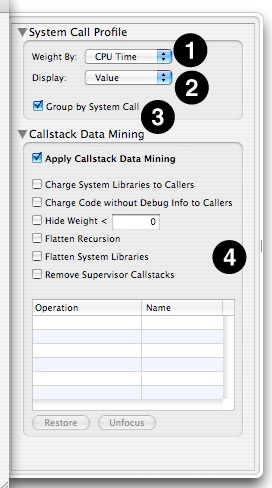 System Call Profile
Weight By: CPU Time 1
Display: Value 2
Group by System Call 3
Callstack Data Mining
Apply Callstack Data Mining
Charge System Libraries to Callers
Charge Code without Debug Info to Callers
Hide Weight < 0
Flatten Recursion
Flatten System Libraries 4
Remove Supervisor Callstacks
Operation Name
Restore Unfocus